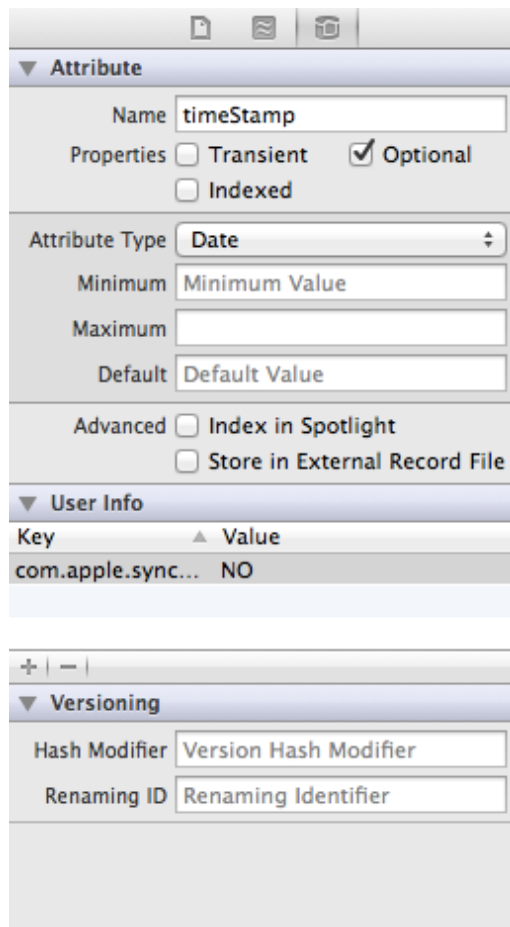 Attribute
Name timeStamp
Properties Transient Optional
Indexed
Attribute Type Date
Minimum Minimum Value
Maximum
Default Default Value
Advanced Index in Spotlight
Store in External Record File
User Info
Key Value
com.apple.sync... NO
Versioning
Hash Modifier Version Hash Modifier
Renaming ID Renaming Identifier